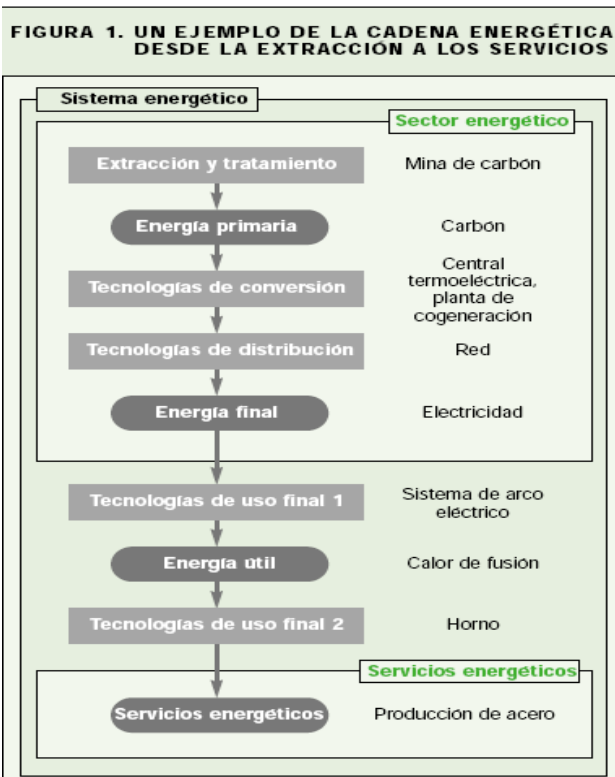 FIGURA 1. UN EJEMPLO DE LA CADENA ENERGÉTICA
DESDE LA EXTRACCIÓN A LOS SERVICIOS
Sistema energético
Sector energético
Extracción y tratamiento
Mina de carbón
Energía primaria
Carbón
Tecnologías de conversión
Central
termoeléctrica,
planta de
cogeneración
Tecnologías de distribución
Red
Energía final
Electricidad
Tecnologías de uso final 1
Sistema de arco
eléctrico
Energía útil
Calor de fusión
Tecnologías de uso final 2
Horno
Servicios energéticos
Servicios energéticos
Producción de acero